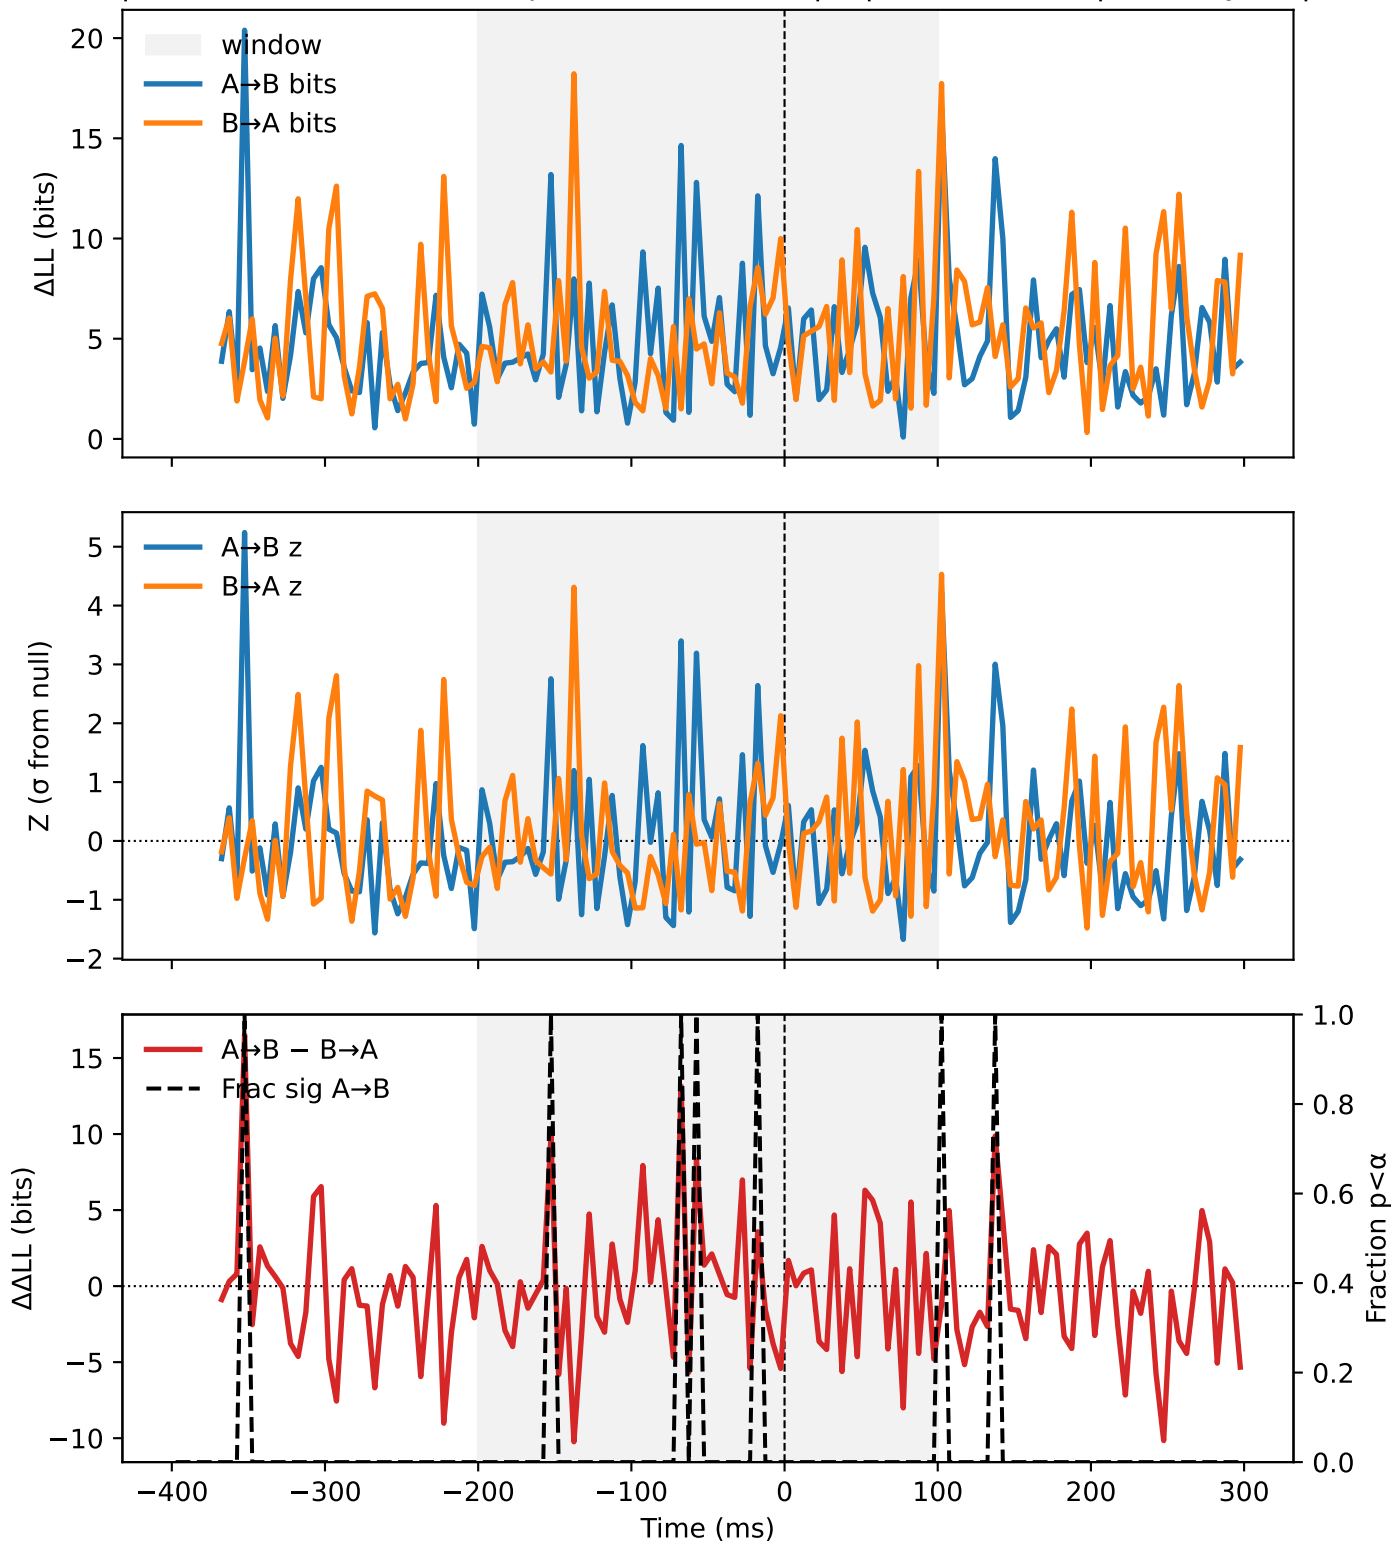 20
15
10
5
0
ΔLL (bits)
window
A→B bits
B→A bits
5
4
3
2
1
0
−1
−2
Z (σ from null)
A→B z
B→A z
15
10
5
0
−5
−10
ΔΔLL (bits)
A→B − B→A
Frac sig A→B
1.0
0.8
0.6
0.4
0.2
0.0
Fraction p<α
−400 −300 −200 −100 0 100 200 300
Time (ms)